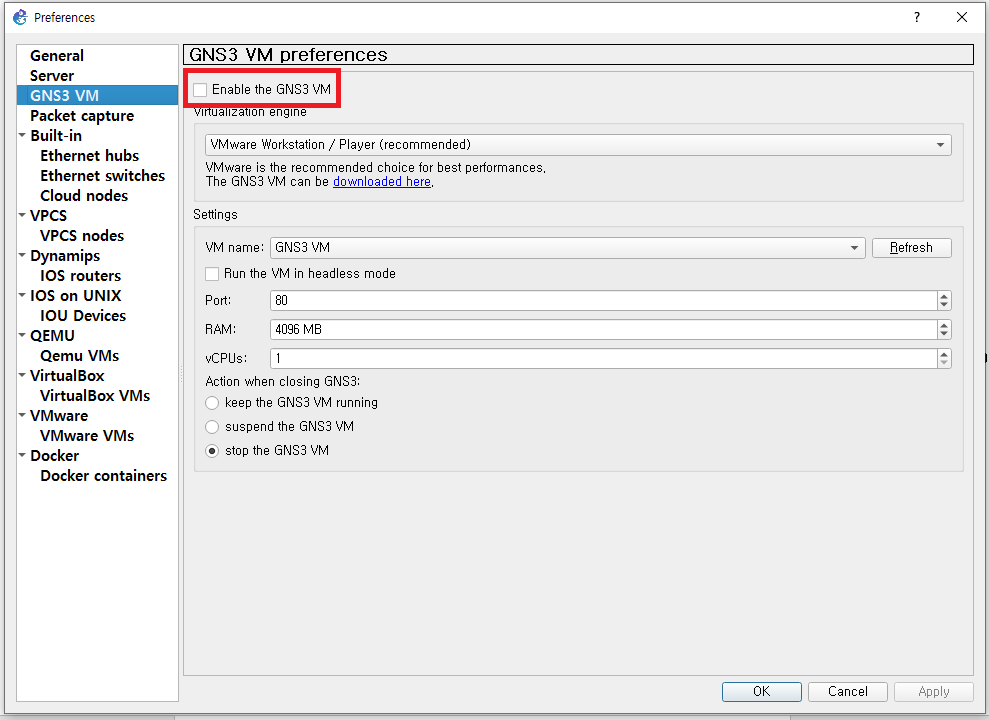 Preferences
?
General
Server
GNS3 VM
Packet capture
Built-in
Ethernet hubs
Ethernet switches
Cloud nodes
VPCS
VPCS nodes
Dynamips
IOS routers
IOS on UNIX
IOU Devices
QEMU
Qemu VMs
VirtualBox
VirtualBox VMs
VMware
VMware VMs
Docker
Docker containers
GNS3 VM preferences
Enable the GNS3 VM
Virtualization engine
VMware Workstation / Player (recommended)
VMware is the recommended choice for best performances,
The GNS3 VM can be downloaded here,
Settings
VM name: GNS3 VM Refresh
Run the VM in headless mode
Port: 80
RAM: 4096 MB
vCPUs: 1
Action when closing GNS3:
keep the GNS3 VM running
suspend the GNS3 VM
stop the GNS3 VM
OK Cancel Apply